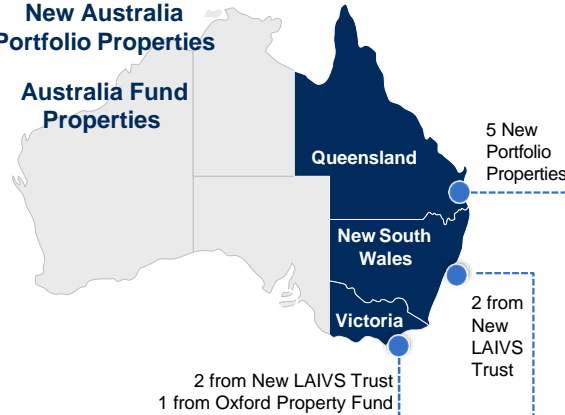 New Australia
Portfolio Properties
Australia Fund
Properties
Queensland
5 New
Portfolio
Properties
New South
Wales
2 from
New
LAIVS
Trust
Victoria
2 from New LAIVS Trust
1 from Oxford Property Fund